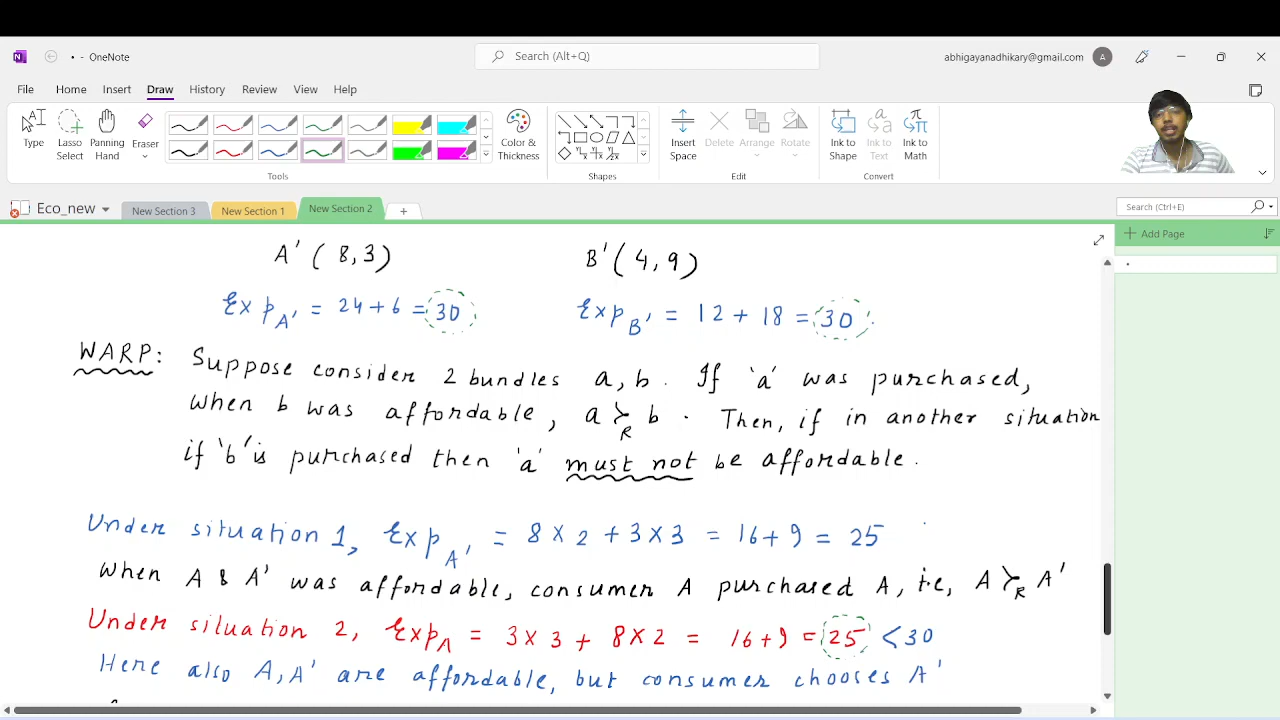 OneNote
Search (Alt+Q)
abhigayanadhikary@gmail.com A
File Home Insert Draw History Review View Help
Type
Lasso Select
Panning Hand
Eraser
Color & Thickness
Insert Space
Delete Arrange Rotate
Ink to Shape
Ink to Text
Ink to Math
Tools Shapes Edit Convert
Eco_new New Section 3 New Section 1 New Section 2 +
Search (Ctrl+E)
Add Page
A' ( 8,3 ) B' ( 4, 9 )
Exp A' = 24 + 6 = 30 Exp B' = 12 + 18 = 30
WARP: Suppose consider 2 bundles a, b. If 'a' was purchased,
when b was affordable, a ≻R b . Then, if in another situation
if 'b' is purchased then 'a' must not be affordable.
Under situation 1, Exp A' = 8 × 2 + 3 × 3 = 16 + 9 = 25
When A & A' was affordable, consumer A purchased A, i.e, A ≻R A'
Under situation 2, Exp A = 3 × 3 + 8 × 2 = 16 + 9 = 25 < 30
Here also A, A' are affordable, but consumer chooses A'